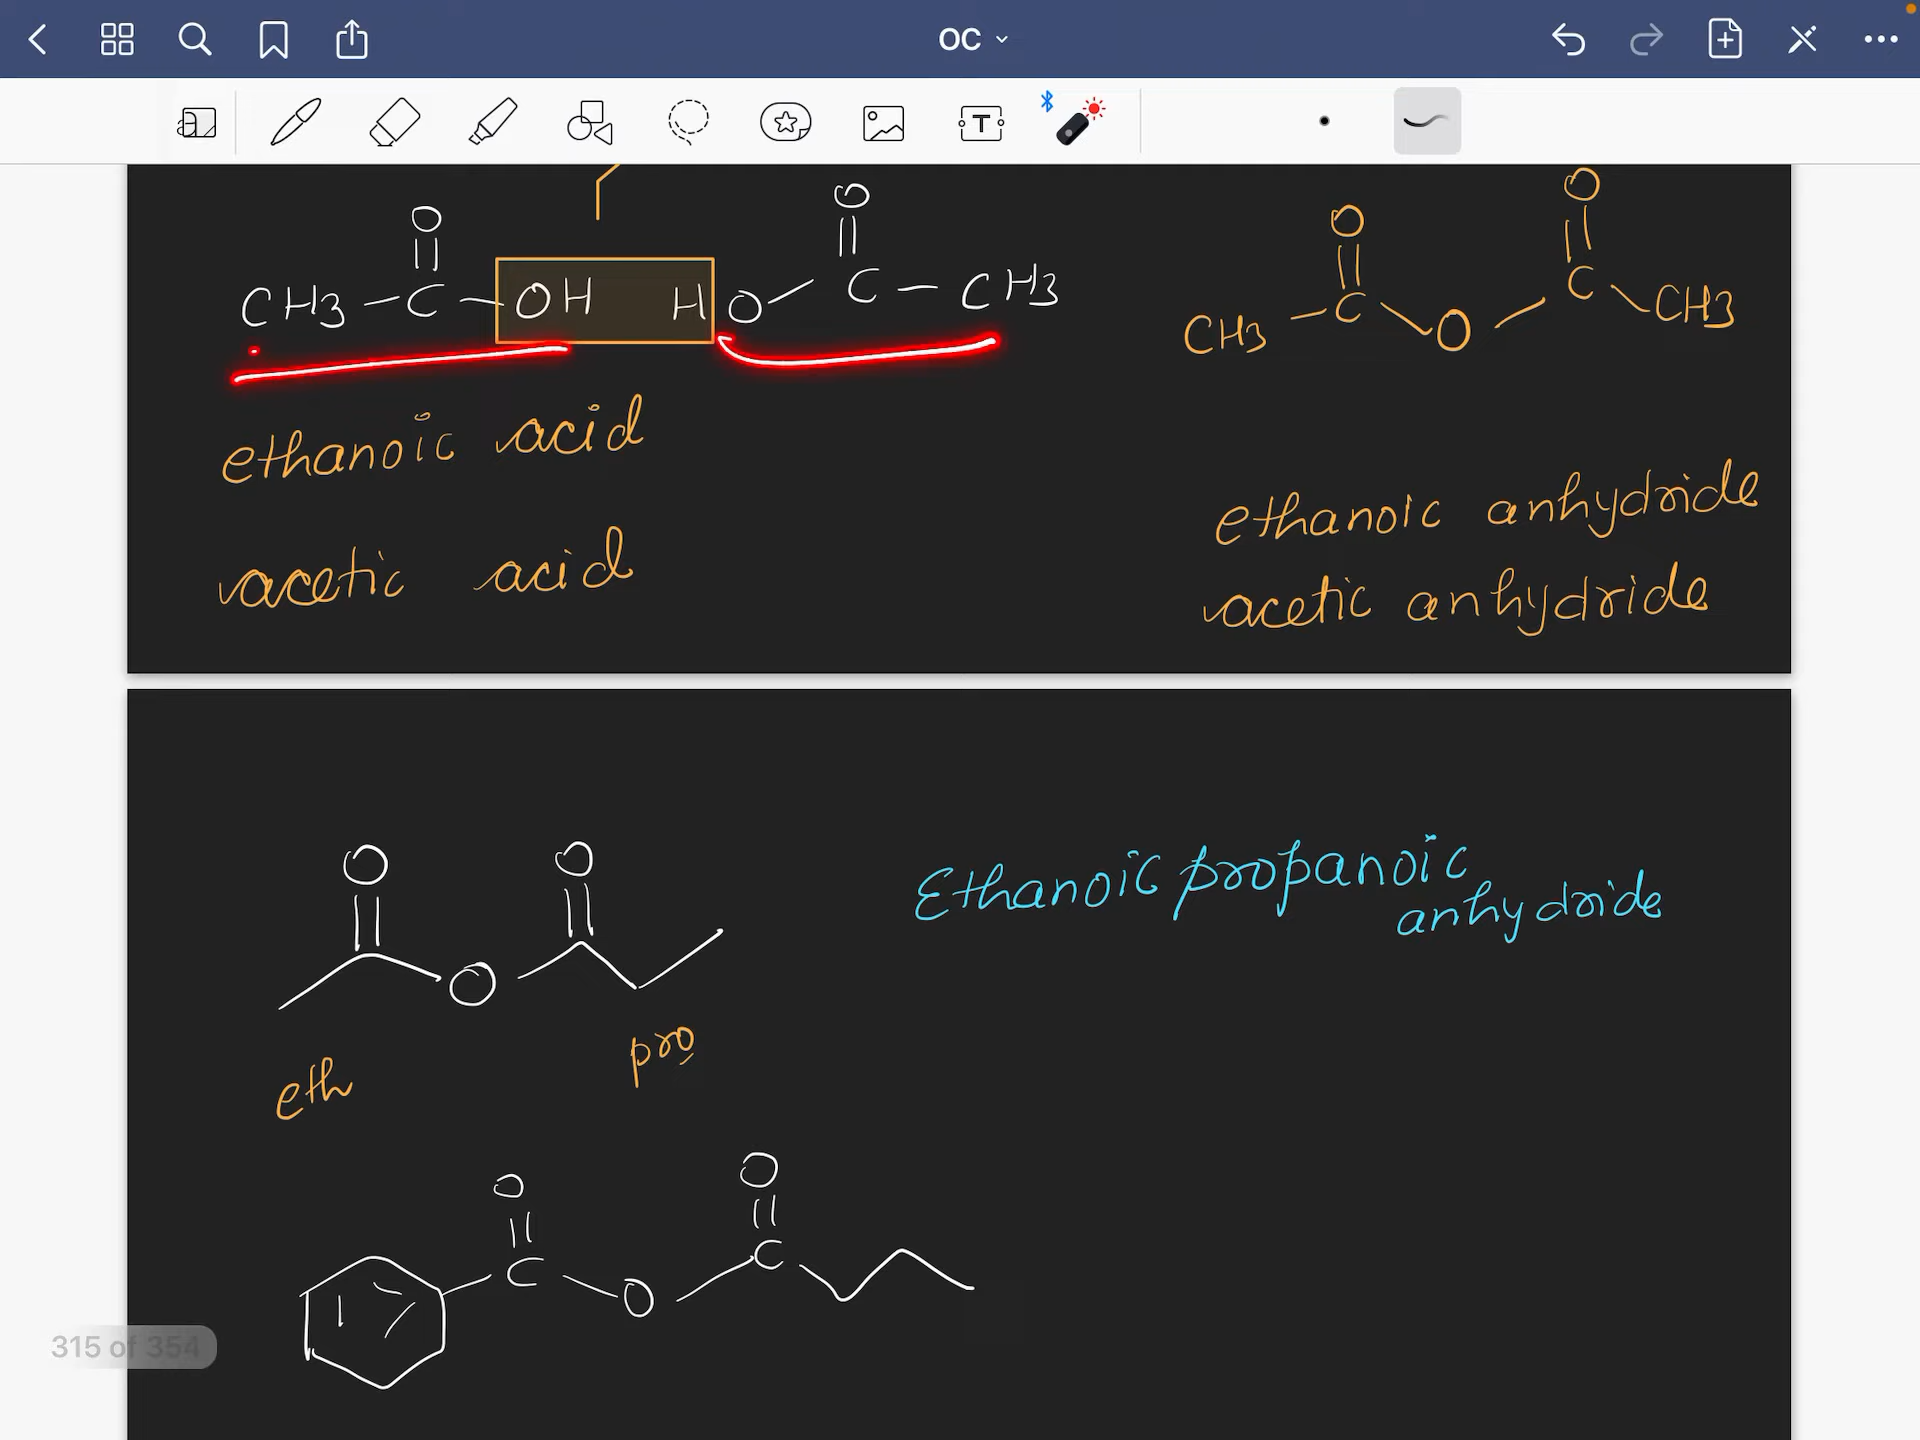 OC
T
O O O O
CH3 – C – OH HO – C – CH3
CH3 – C O C CH3
ethanoic acid
ethanoic anhydride
acetic acid
acetic anhydride
O O
Ethanoic propanoic
anhydride
O
eth pro
O O
C O C
315 of 354